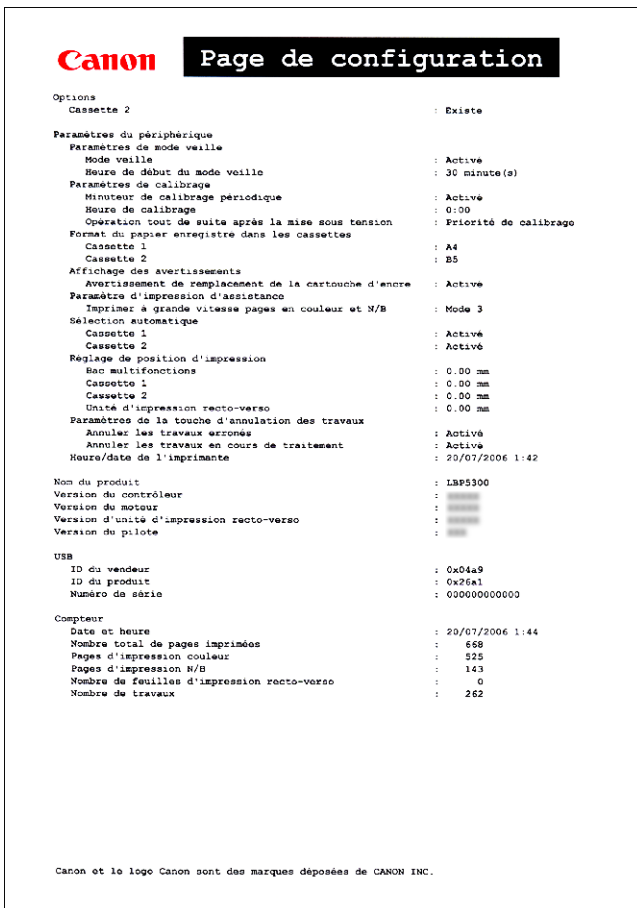 Canon Page de configuration
Options
Cassette 2 : Existe
Paramètres du périphérique
Paramètres de mode veille
Mode veille : Activé
Heure de début du mode veille : 30 minute(s)
Paramètres de calibrage
Minuteur de calibrage périodique : Activé
Heure de calibrage : 0:00
Opération tout de suite après la mise sous tension : Priorité de calibrage
Format du papier enregistré dans les cassettes
Cassette 1 : A4
Cassette 2 : B5
Affichage des avertissements
Avertissement de remplacement de la cartouche d'encre : Activé
Paramètre d'impression d'assistance
Imprimer à grande vitesse pages en couleur et N/B : Mode 3
Sélection automatique
Cassette 1 : Activé
Cassette 2 : Activé
Réglage de position d'impression
Bac multifonctions : 0.00 mm
Cassette 1 : 0.00 mm
Cassette 2 : 0.00 mm
Unité d'impression recto-verso : 0.00 mm
Paramètres de la touche d'annulation des travaux
Annuler les travaux erronés : Activé
Annuler les travaux en cours de traitement : Activé
Heure/date de l'imprimante : 20/07/2006 1:42
Nom du produit : LBP5300
Version du contrôleur :
Version du moteur :
Version d'unité d'impression recto-verso :
Version du pilote :
USB
ID du vendeur : 0x04a9
ID du produit : 0x26a1
Numéro de série : 000000000000
Compteur
Date et heure : 20/07/2006 1:44
Nombre total de pages imprimées : 668
Pages d'impression couleur : 525
Pages d'impression N/B : 143
Nombre de feuilles d'impression recto-verso : 0
Nombre de travaux : 262
Canon et le logo Canon sont des marques déposées de CANON INC.